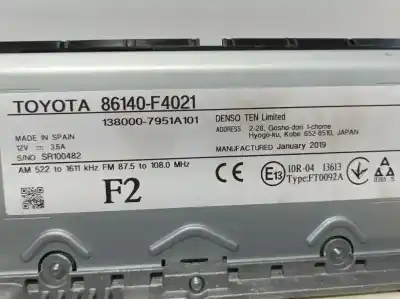 TOYOTA 86140-F4021
138000-7951A101
MADE IN SPAIN
12V ⎓ 3.5A
S/NO SR100482
AM 522 to 1611 kHz FM 87.5 to 108.0 MHz
F2
DENSO TEN Limited
ADDRESS 2-28, Gosho-dori 1-chome
Hyogo-ku, Kobe 652-8510, JAPAN
MANUFACTURED January 2019
CE E13 10R-04 13613
Type:FT0092A